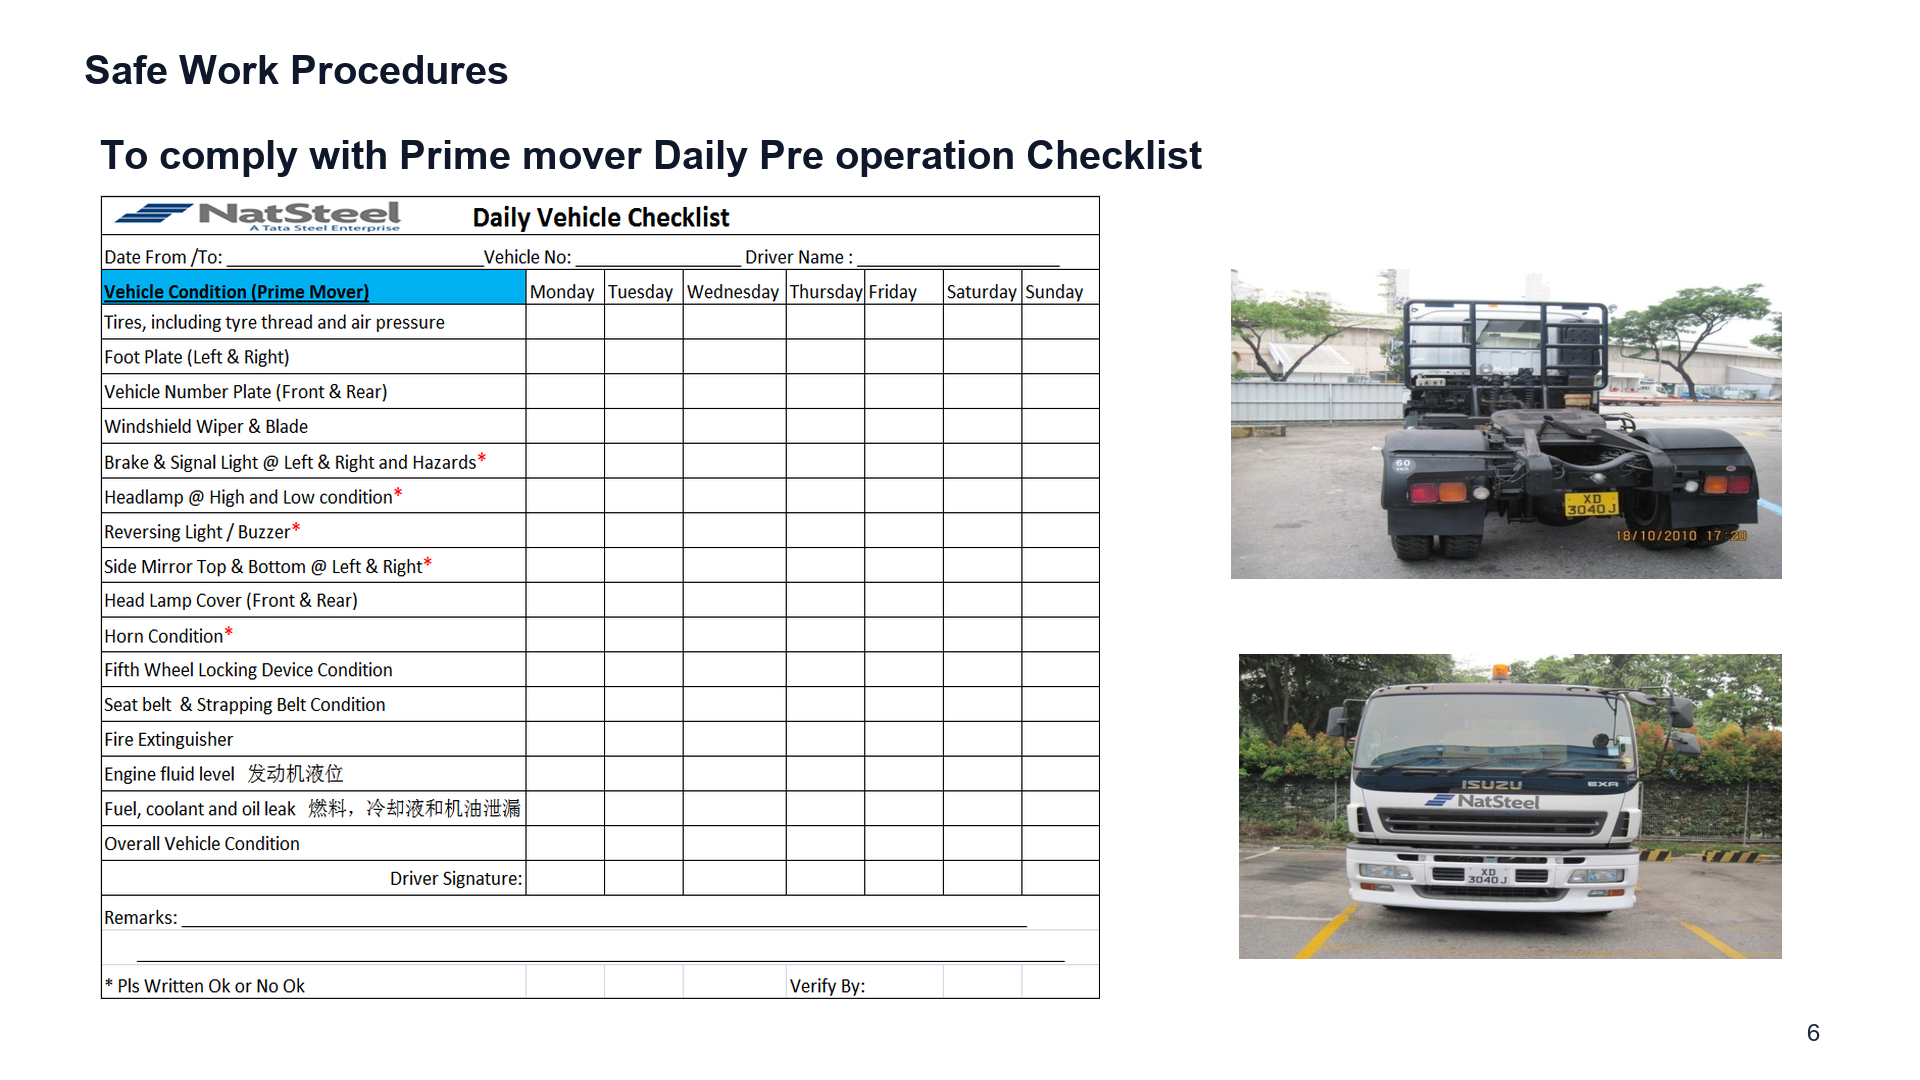 Safe Work Procedures
To comply with Prime mover Daily Pre operation Checklist
NatSteel
A Tata Steel Enterprise
Daily Vehicle Checklist
Date From /To: Vehicle No: Driver Name :
Vehicle Condition (Prime Mover) Monday Tuesday Wednesday Thursday Friday Saturday Sunday
Tires, including tyre thread and air pressure
Foot Plate (Left & Right)
Vehicle Number Plate (Front & Rear)
Windshield Wiper & Blade
Brake & Signal Light @ Left & Right and Hazards*
Headlamp @ High and Low condition*
Reversing Light / Buzzer*
Side Mirror Top & Bottom @ Left & Right*
Head Lamp Cover (Front & Rear)
Horn Condition*
Fifth Wheel Locking Device Condition
Seat belt & Strapping Belt Condition
Fire Extinguisher
Engine fluid level 发动机液位
Fuel, coolant and oil leak 燃料，冷却液和机油泄漏
Overall Vehicle Condition
Driver Signature:
Remarks:
* Pls Written Ok or No Ok Verify By:
60
XD
3040J
18/10/2010 17:20
ISUZU
EXR
NatSteel
XD
3040J
6